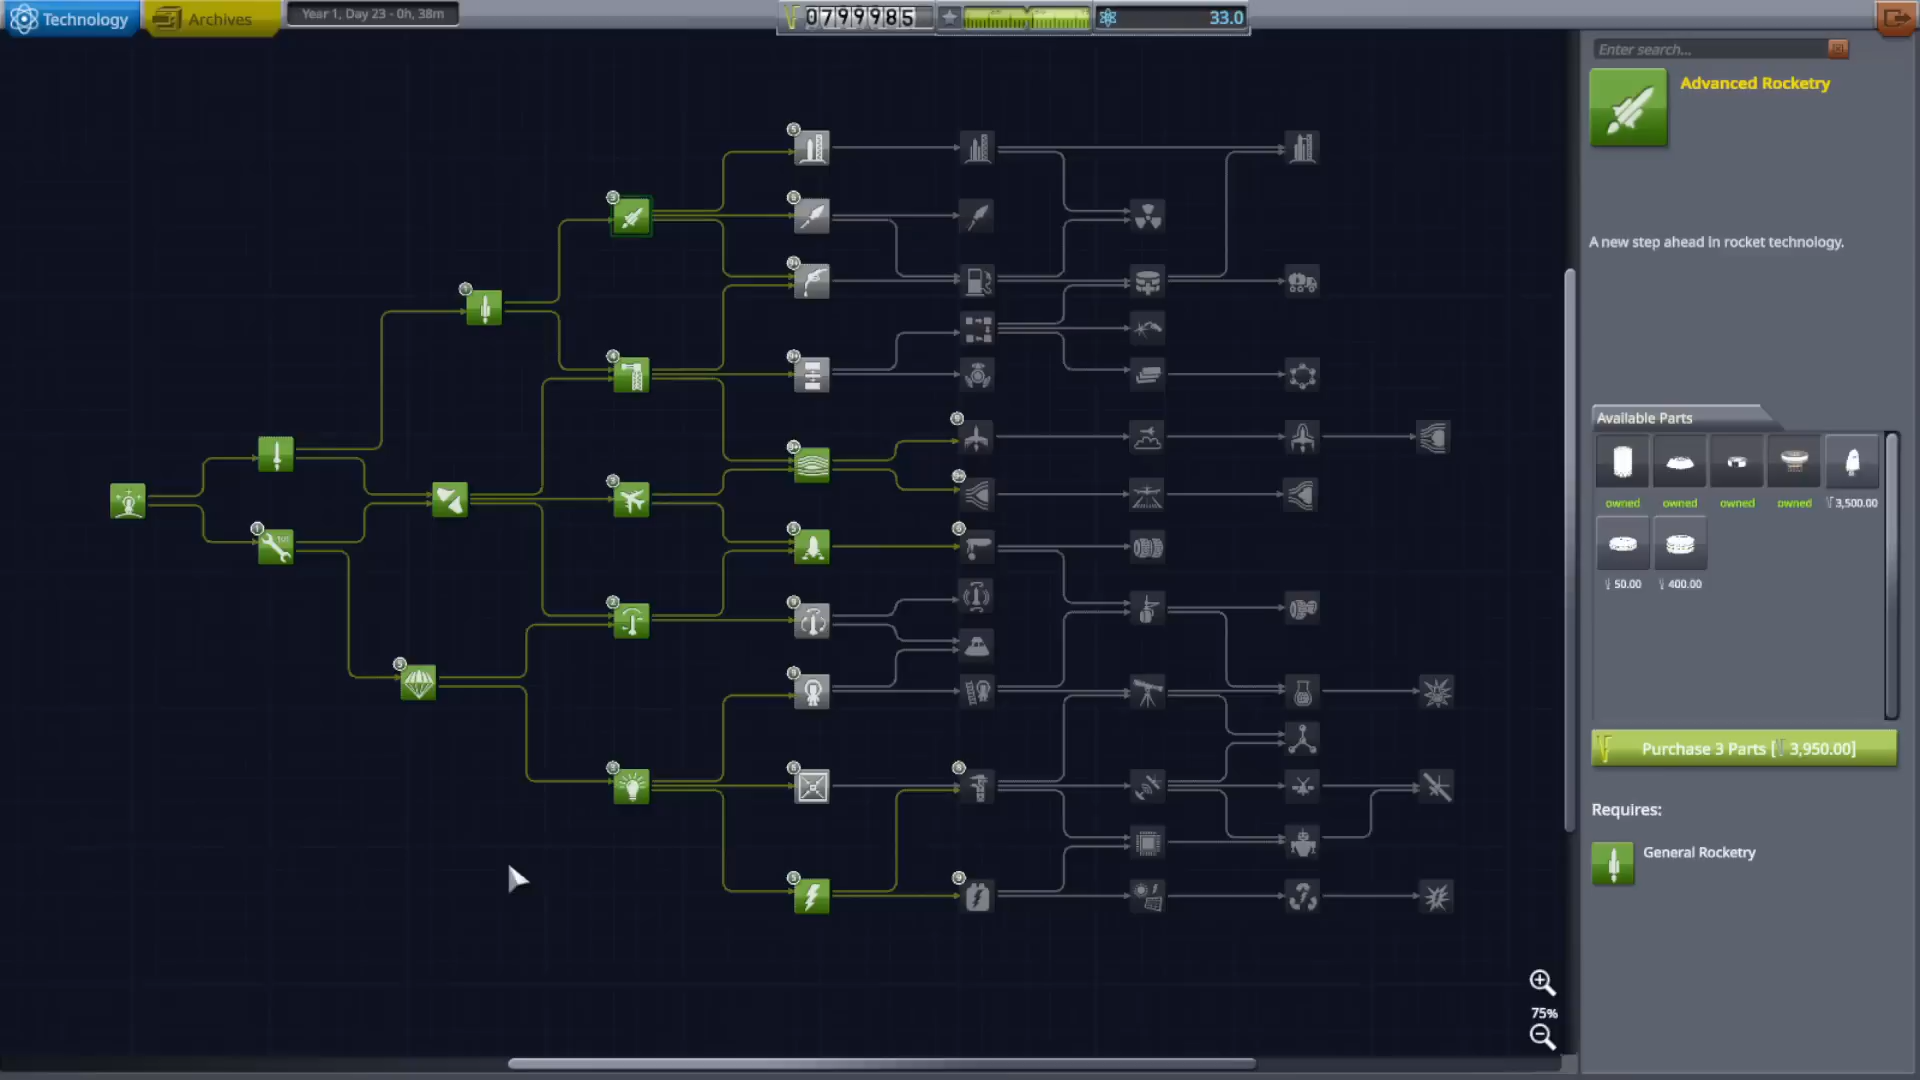 Technology
Archives
Year 1, Day 23 - 0h, 38m
0799985
33.0
Enter search...
Advanced Rocketry
A new step ahead in rocket technology.
Available Parts
owned
owned
owned
owned
3,500.00
50.00
400.00
Purchase 3 Parts [ 3,950.00]
Requires:
General Rocketry
75%